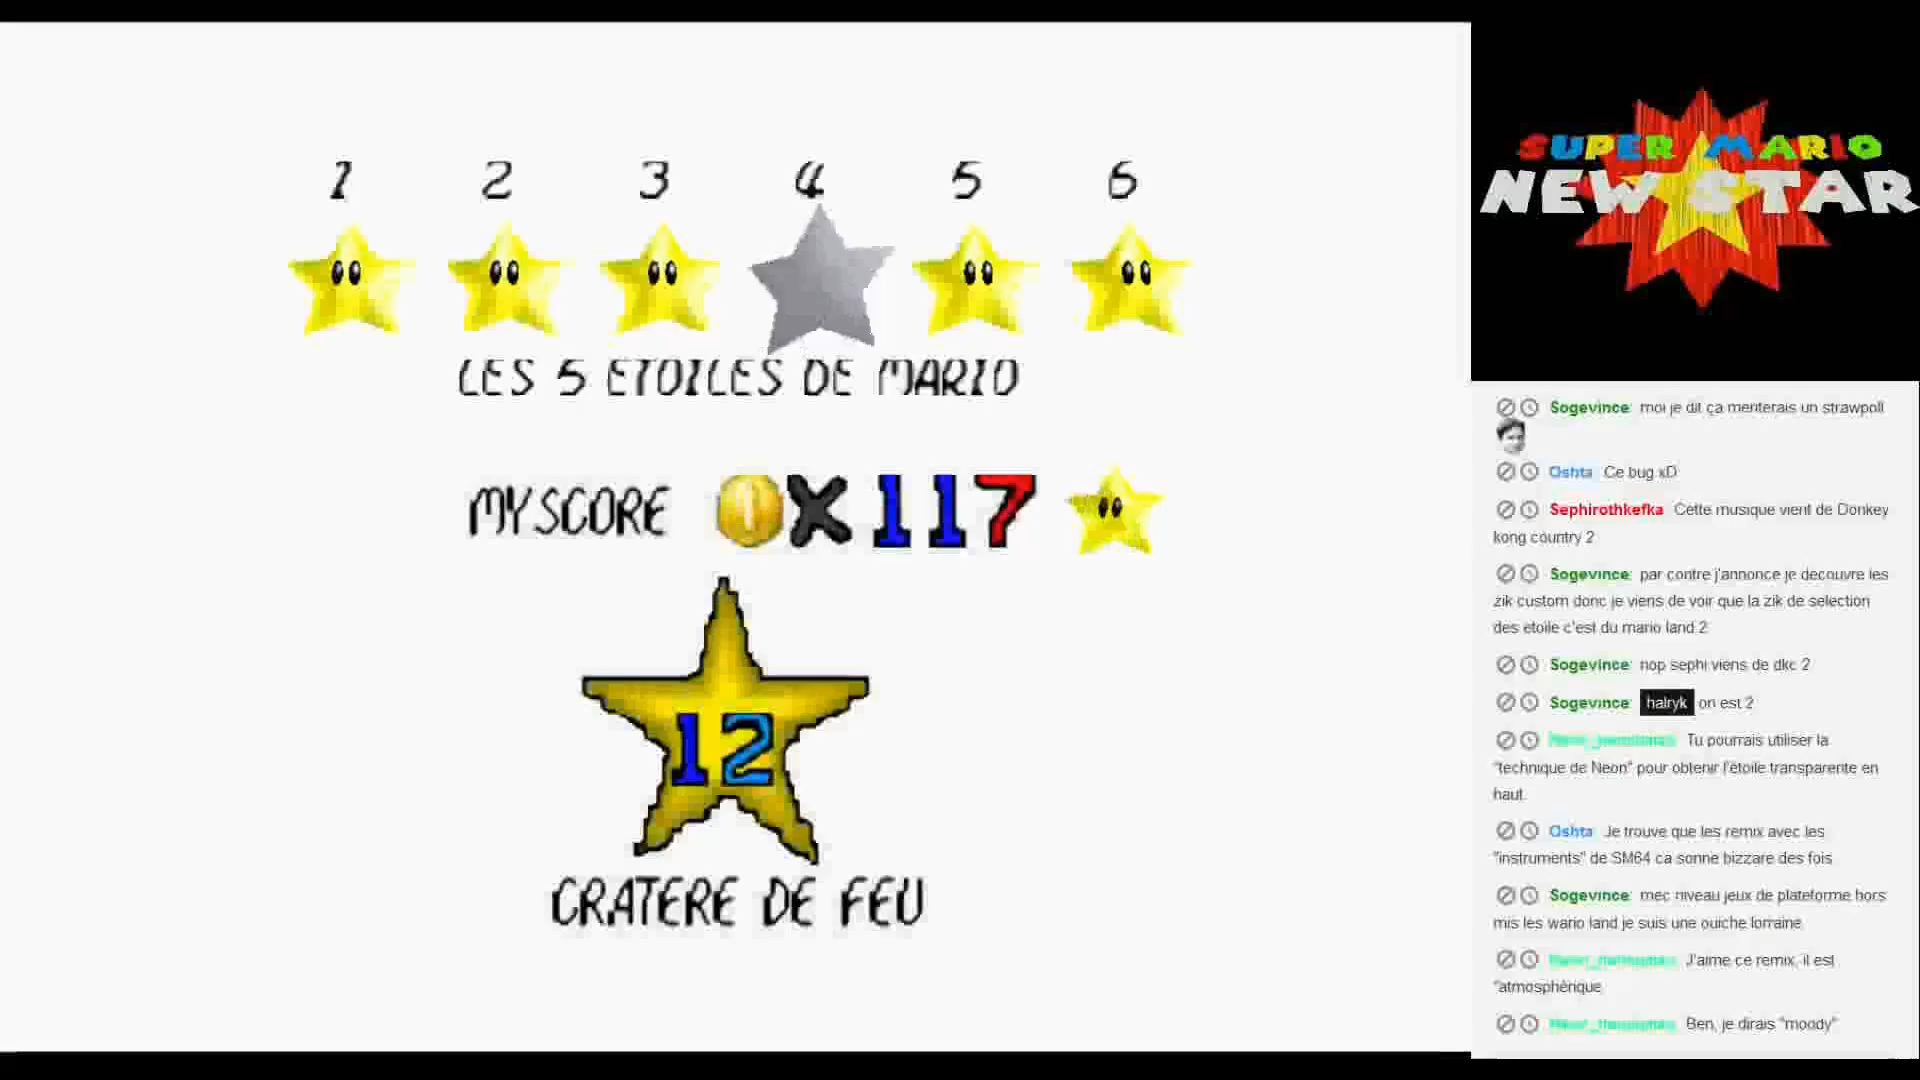 1 2 3 4 5 6
LES 5 ETOILES DE MARIO
MY SCORE × 117
12
CRATERE DE FEU
SUPER MARIO
NEW STAR
Sogevince: moi je dit ça menterais un strawpoll
Oshta: Ce bug xD
Sephirothkefka: Cette musique vient de Donkey
kong country 2
Sogevince: par contre j'annonce je decouvre les
zik custom donc je viens de voir que la zik de selection
des etoile c'est du mario land 2
Sogevince: nop sephi viens de dkc 2
Sogevince: halryk on est 2
Tu pourrais utiliser la
"technique de Neon" pour obtenir l'étoile transparente en
haut.
Oshta: Je trouve que les remix avec les
"instruments" de SM64 ca sonne bizzare des fois
Sogevince: mec niveau jeux de plateforme hors
mis les wario land je suis une ouiche lorraine
J'aime ce remix, il est
"atmosphérique
Ben, je dirais "moody"